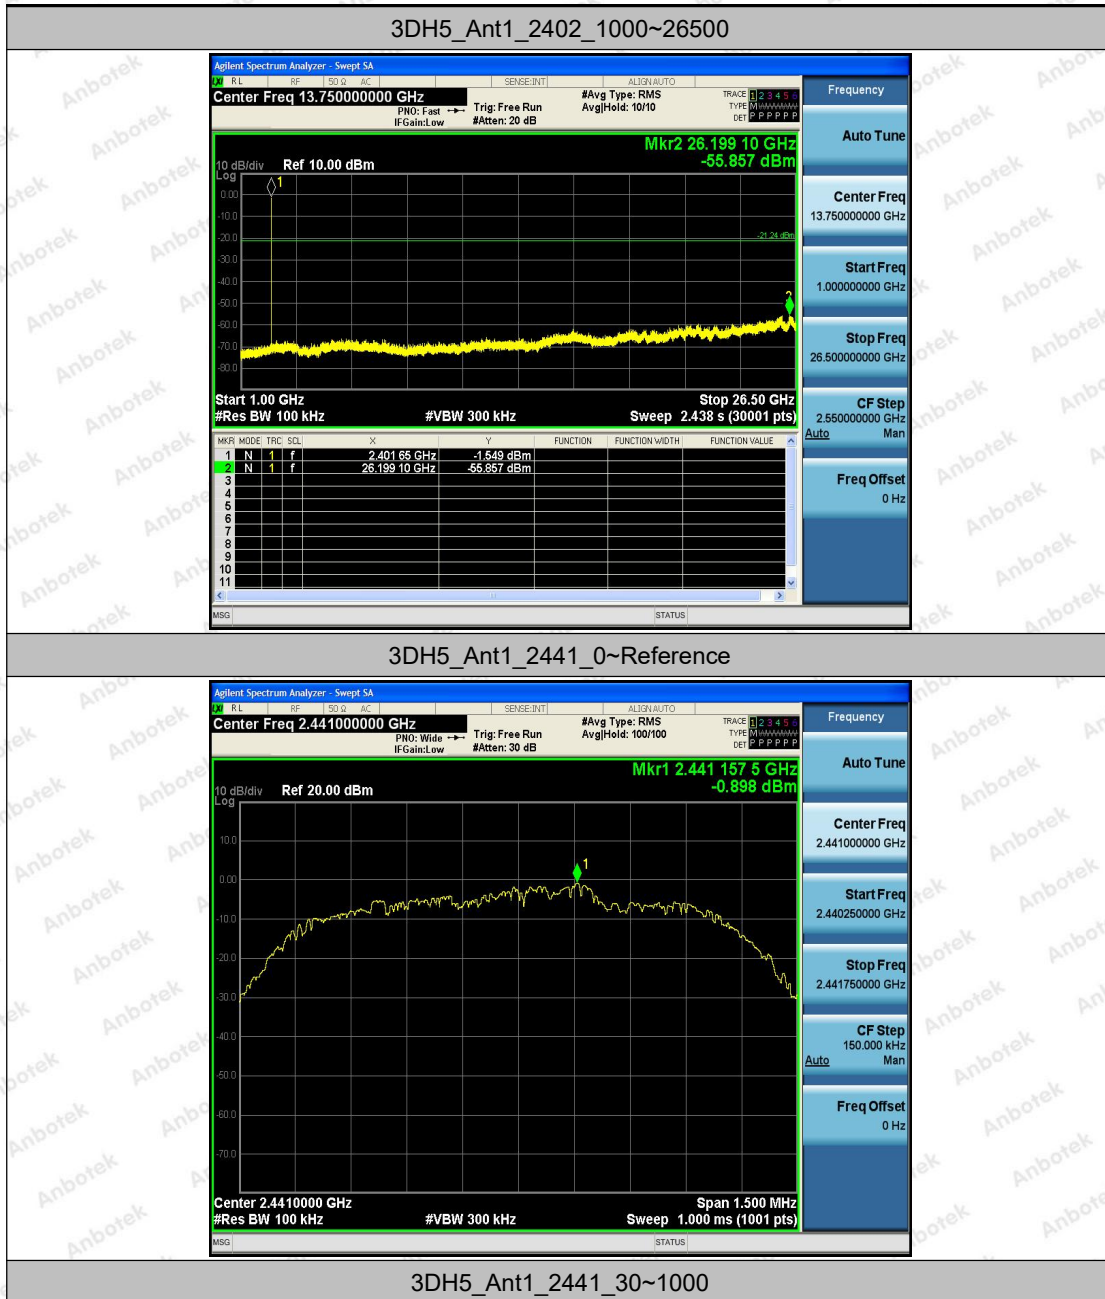 3DH5_Ant1_2402_1000~26500
Agilent Spectrum Analyzer - Swept SA
RL RF 50 Ω AC SENSE:INT ALIGNAUTO
Center Freq 13.750000000 GHz
PNO: Fast
IFGain:Low
Trig: Free Run
#Atten: 20 dB
#Avg Type: RMS
Avg|Hold: 10/10
TRACE 1 2 3 4 5 6
TYPE M
DET P P P P P P
Mkr2 26.199 10 GHz
-55.857 dBm
10 dB/div Ref 10.00 dBm
Log
1
0.00
-10.0
-20.0
-21.24 dBm
-30.0
-40.0
-50.0
2
-60.0
-70.0
-80.0
Start 1.00 GHz Stop 26.50 GHz
#Res BW 100 kHz #VBW 300 kHz Sweep 2.438 s (30001 pts)
MKR MODE TRC SCL X Y FUNCTION FUNCTION WIDTH FUNCTION VALUE
1 N 1 f 2.401 65 GHz -1.549 dBm
2 N 1 f 26.199 10 GHz -55.857 dBm
3
4
5
6
7
8
9
10
11
MSG STATUS
Frequency
Auto Tune
Center Freq
13.750000000 GHz
Start Freq
1.000000000 GHz
Stop Freq
26.500000000 GHz
CF Step
2.550000000 GHz
Auto Man
Freq Offset
0 Hz
3DH5_Ant1_2441_0~Reference
Agilent Spectrum Analyzer - Swept SA
RL RF 50 Ω AC SENSE:INT ALIGNAUTO
Center Freq 2.441000000 GHz
PNO: Wide
IFGain:Low
Trig: Free Run
#Atten: 30 dB
#Avg Type: RMS
Avg|Hold: 100/100
TRACE 1 2 3 4 5 6
TYPE M
DET P P P P P P
Mkr1 2.441 157 5 GHz
-0.898 dBm
10 dB/div Ref 20.00 dBm
Log
10.0
1
0.00
-10.0
-20.0
-30.0
-40.0
-50.0
-60.0
-70.0
Center 2.4410000 GHz Span 1.500 MHz
#Res BW 100 kHz #VBW 300 kHz Sweep 1.000 ms (1001 pts)
MSG STATUS
Frequency
Auto Tune
Center Freq
2.441000000 GHz
Start Freq
2.440250000 GHz
Stop Freq
2.441750000 GHz
CF Step
150.000 kHz
Auto Man
Freq Offset
0 Hz
3DH5_Ant1_2441_30~1000